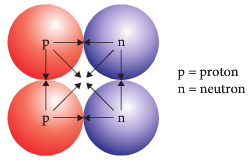 p n
p = proton
n = neutron
p n